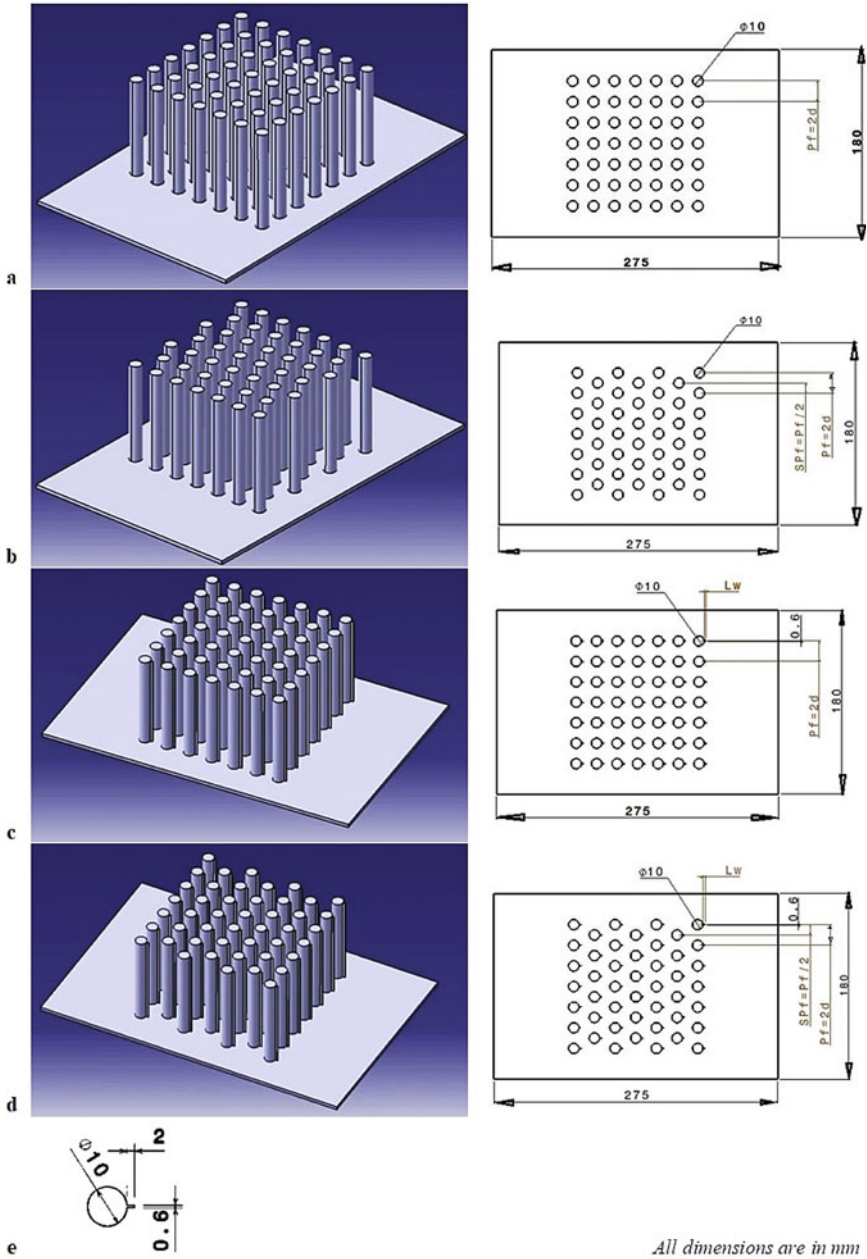 Φ10
Pf=2d
180
275
a
Φ10
SPf=Pf/2
Pf=2d
180
275
b
Φ10
Lw
0.6
Pf=2d
180
275
c
Φ10
Lw
0.6
SPf=Pf/2
Pf=2d
180
275
d
Φ10
2
0.6
e
All dimensions are in mm